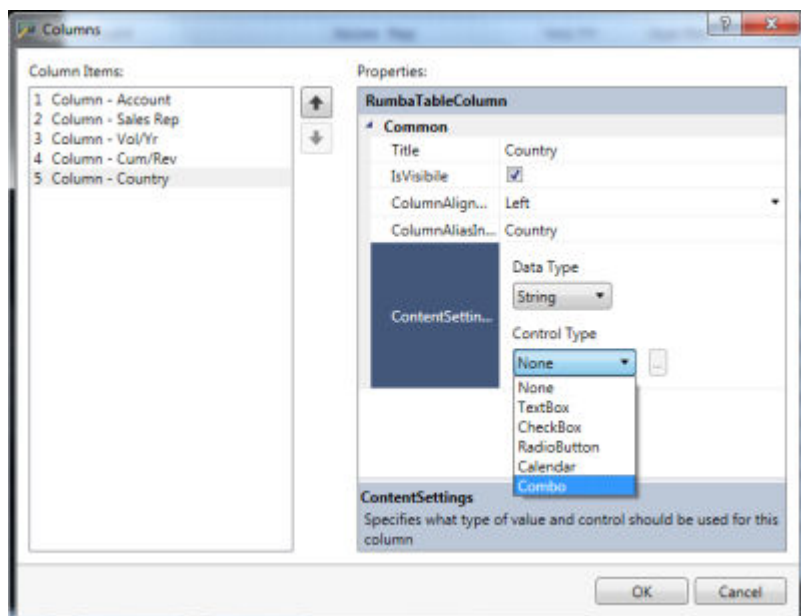 Columns
Column Items:
1 Column - Account
2 Column - Sales Rep
3 Column - Vol/Yr
4 Column - Cum/Rev
5 Column - Country
Properties:
RumbaTableColumn
Common
Title Country
IsVisibile
ColumnAlign... Left
ColumnAliasIn... Country
ContentSettin...
Data Type
String
Control Type
None
...
None
TextBox
CheckBox
RadioButton
Calendar
Combo
ContentSettings
Specifies what type of value and control should be used for this
column
OK Cancel